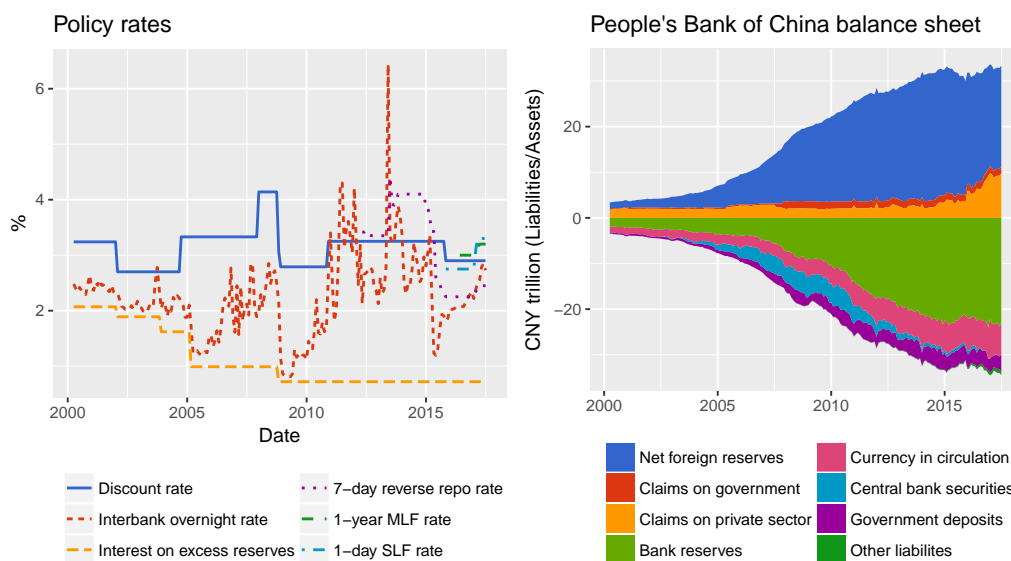 Policy rates
%
6
4
2
2000
2005
2010
2015
Date
Discount rate
Interbank overnight rate
Interest on excess reserves
7−day reverse repo rate
1−year MLF rate
1−day SLF rate
People's Bank of China balance sheet
CNY trillion (Liabilities/Assets)
20
0
−20
2000
2005
2010
2015
Net foreign reserves
Claims on government
Claims on private sector
Bank reserves
Currency in circulation
Central bank securities
Government deposits
Other liabilites